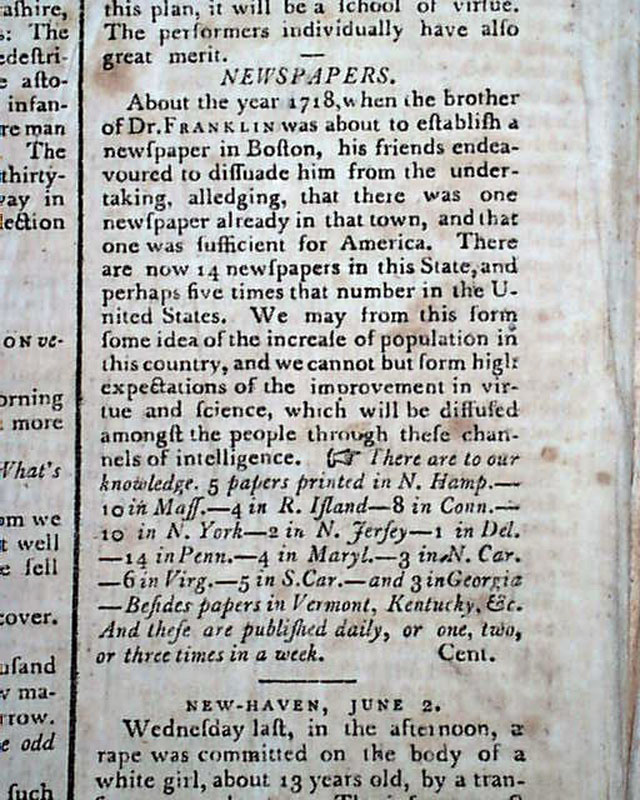 aſhire,
s: The
edeſtri-
e aſto-
infan-
re man
The
thirty-
way in
lection
ON ve-
orning
more
What's
om we
t well
e fell
cover.
uſand
w ma-
rrow.
e odd
ſuch
this plan, it will be a ſchool of virtue.
The performers individually have alſo
great merit. —
NEWSPAPERS.
About the year 1718, when the brother
of Dr. FRANKLIN was about to eſtabliſh a
newſpaper in Boſton, his friends endea-
voured to diſſuade him from the under-
taking, alledging, that there was one
newſpaper already in that town, and that
one was ſufficient for America. There
are now 14 newſpapers in this State, and
perhaps five times that number in the U-
nited States. We may from this form
ſome idea of the increaſe of population in
this country, and we cannot but form high
expectations of the improvement in vir-
tue and ſcience, which will be diffuſed
amongſt the people through theſe chan-
nels of intelligence. ☞ There are to our
knowledge, 5 papers printed in N. Hamp.—
10 in Maſſ.—4 in R. Iſland—8 in Conn.—
10 in N. York—2 in N. Jerſey—1 in Del.
—14 in Penn.—4 in Maryl.—3 in N. Car.
—6 in Virg.—5 in S. Car.—and 3 in Georgia
—Beſides papers in Vermont, Kentucky, &c.
And theſe are publiſhed daily, or one, two,
or three times in a week. Cent.
NEW-HAVEN, JUNE 2.
Wedneſday laſt, in the afternoon, a
rape was committed on the body of a
white girl, about 13 years old, by a tran-